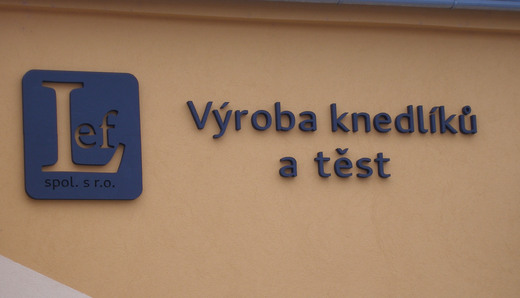 Lef
spol. s r.o.
Výroba knedlíků
a těst